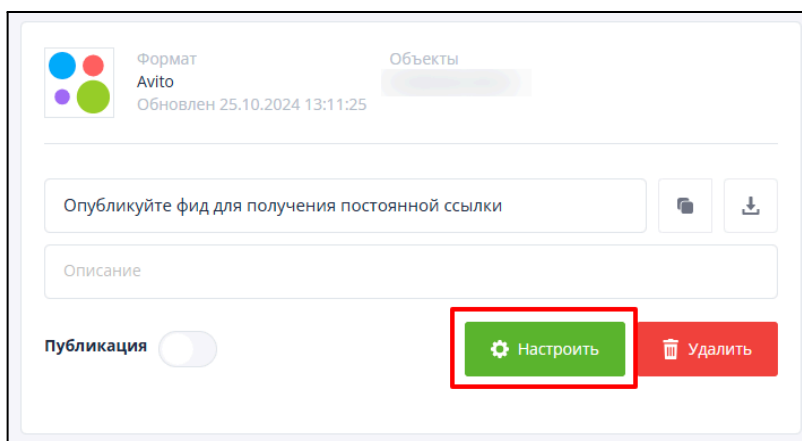 Формат
Объекты
Avito
Обновлен 25.10.2024 13:11:25
Опубликуйте фид для получения постоянной ссылки
Описание
Публикация
Настроить
Удалить